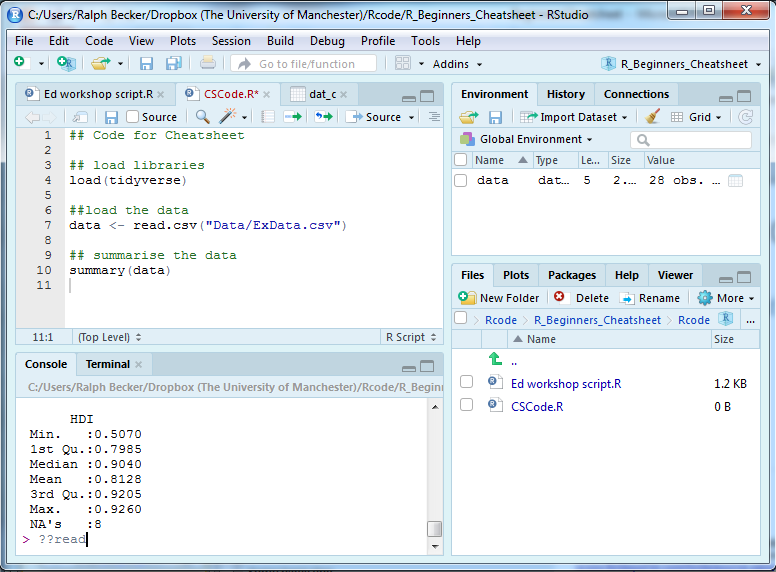 C:/Users/Ralph Becker/Dropbox (The University of Manchester)/Rcode/R_Beginners_Cheatsheet - RStudio
File Edit Code View Plots Session Build Debug Profile Tools Help
Go to file/function Addins R_Beginners_Cheatsheet
Ed workshop script.R CSCode.R* dat_c
Source Source
1 ## Code for Cheatsheet
2
3 ## load libraries
4 load(tidyverse)
5
6 ##load the data
7 data <- read.csv("Data/ExData.csv")
8
9 ## summarise the data
10 summary(data)
11
11:1 (Top Level) R Script
Console Terminal
C:/Users/Ralph Becker/Dropbox (The University of Manchester)/Rcode/R_Beginn
HDI
Min. :0.5070
1st Qu.:0.7985
Median :0.9040
Mean :0.8128
3rd Qu.:0.9205
Max. :0.9260
NA's :8
> ??read
Environment History Connections
Import Dataset Grid
Global Environment
Name Type Le... Size Value
data dat... 5 2... 28 obs. ...
Files Plots Packages Help Viewer
New Folder Delete Rename More
Rcode R_Beginners_Cheatsheet Rcode ...
Name Size
..
Ed workshop script.R 1.2 KB
CSCode.R 0 B